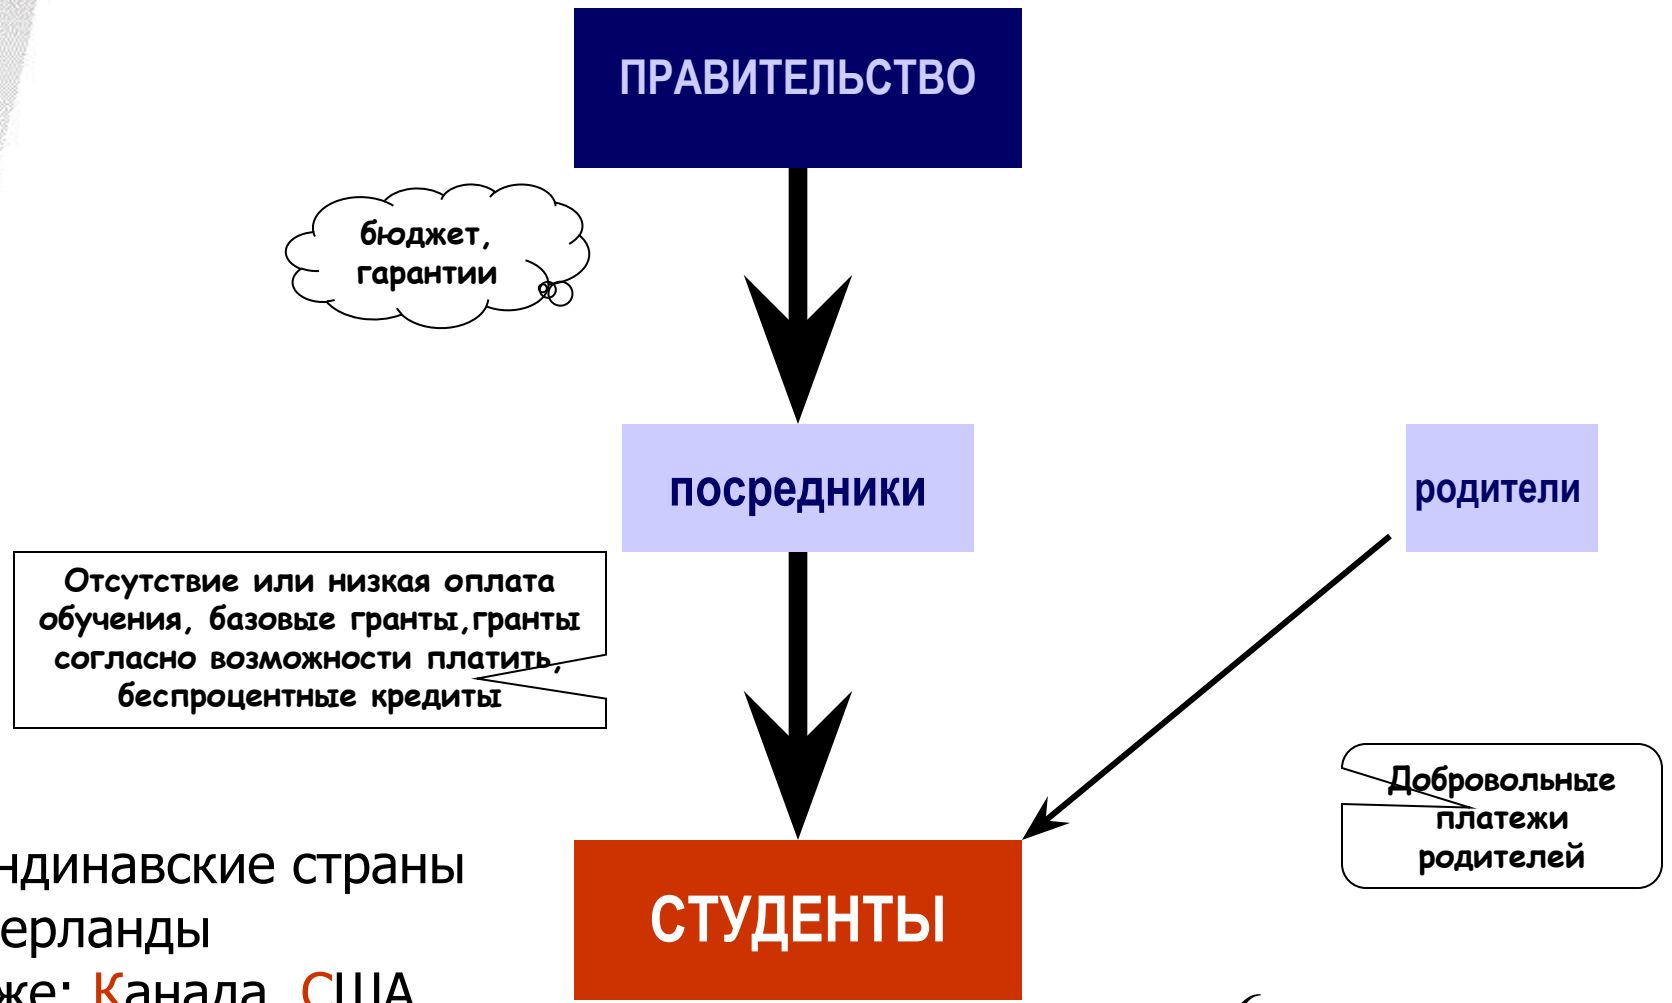 ПРАВИТЕЛЬСТВО
бюджет,
гарантии
посредники
родители
Отсутствие или низкая оплата
обучения, базовые гранты,гранты
согласно возможности платить,
беспроцентные кредиты
Добровольные
платежи
родителей
ндинавские страны
ерланды
же: Канада, США
СТУДЕНТЫ